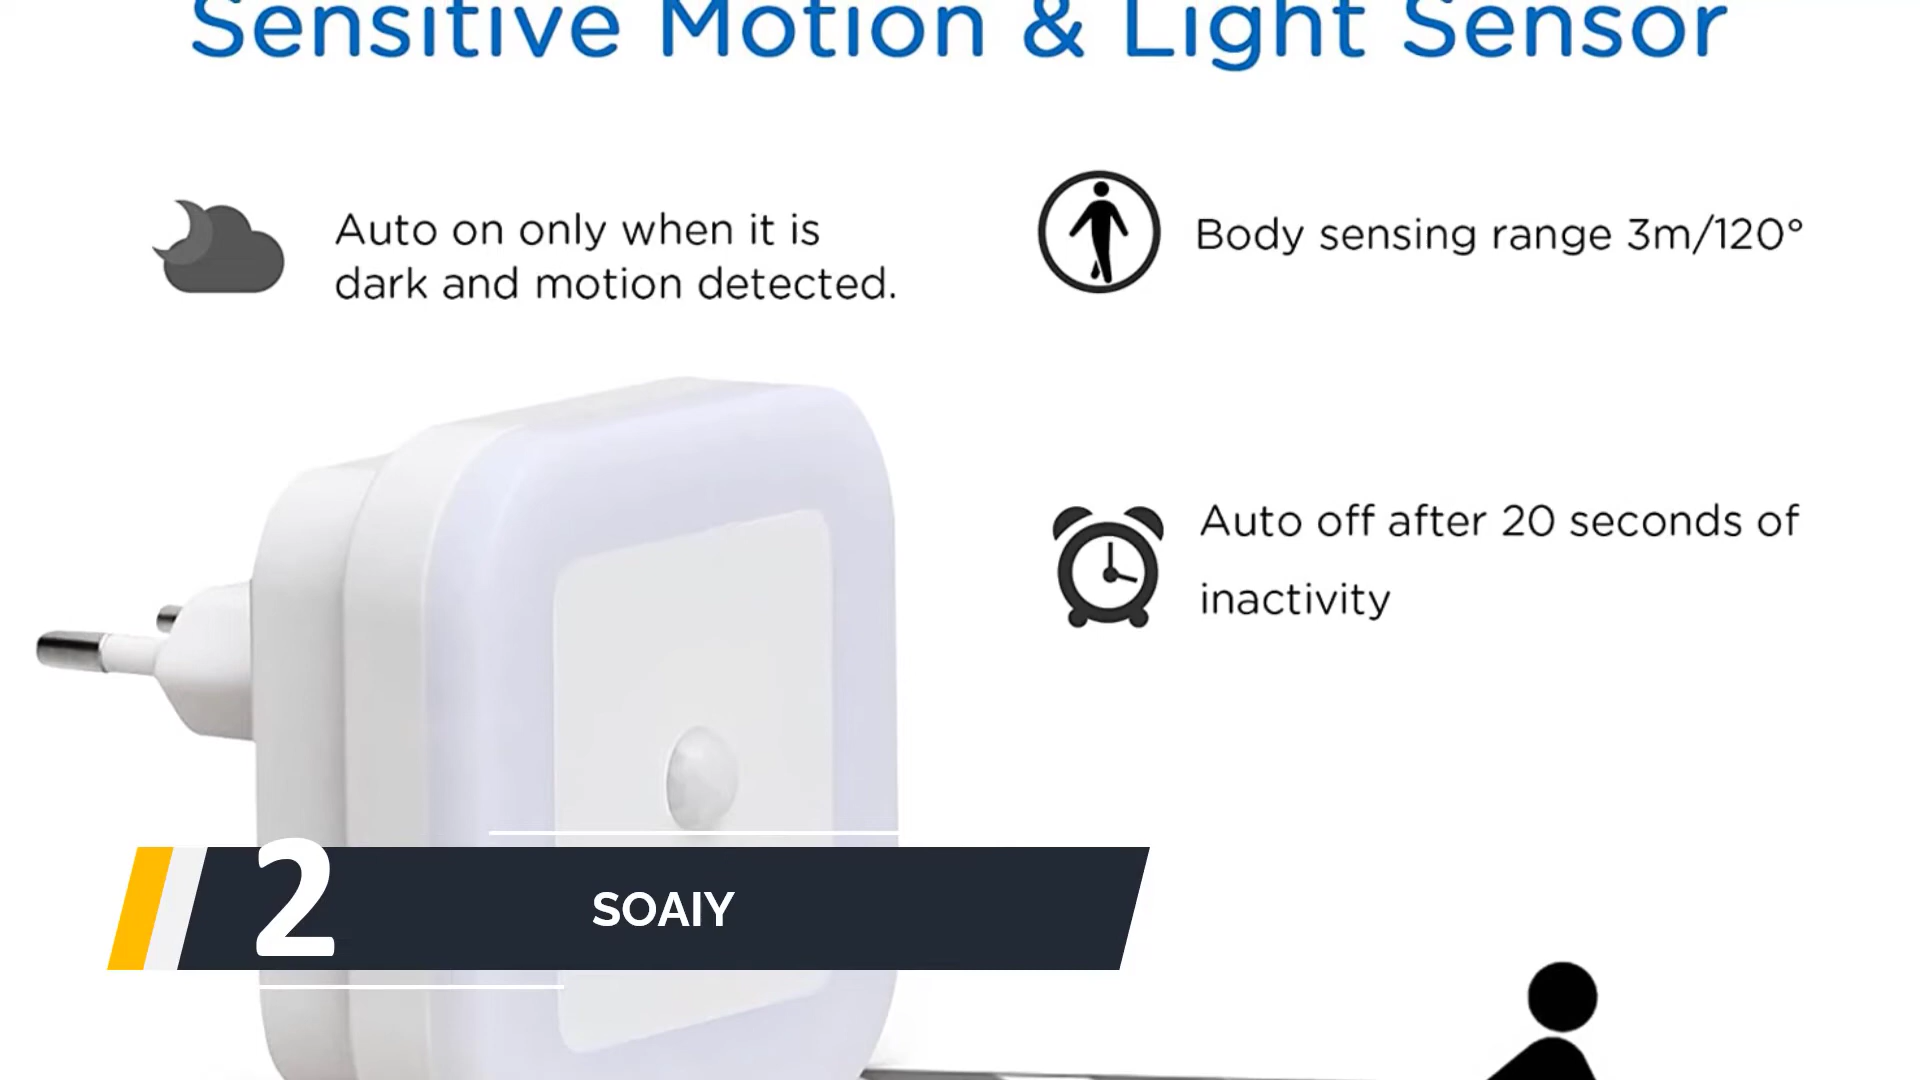 Sensitive Motion & Light Sensor
Auto on only when it is
dark and motion detected.
Body sensing range 3m/120°
Auto off after 20 seconds of
inactivity
2
SOAIY